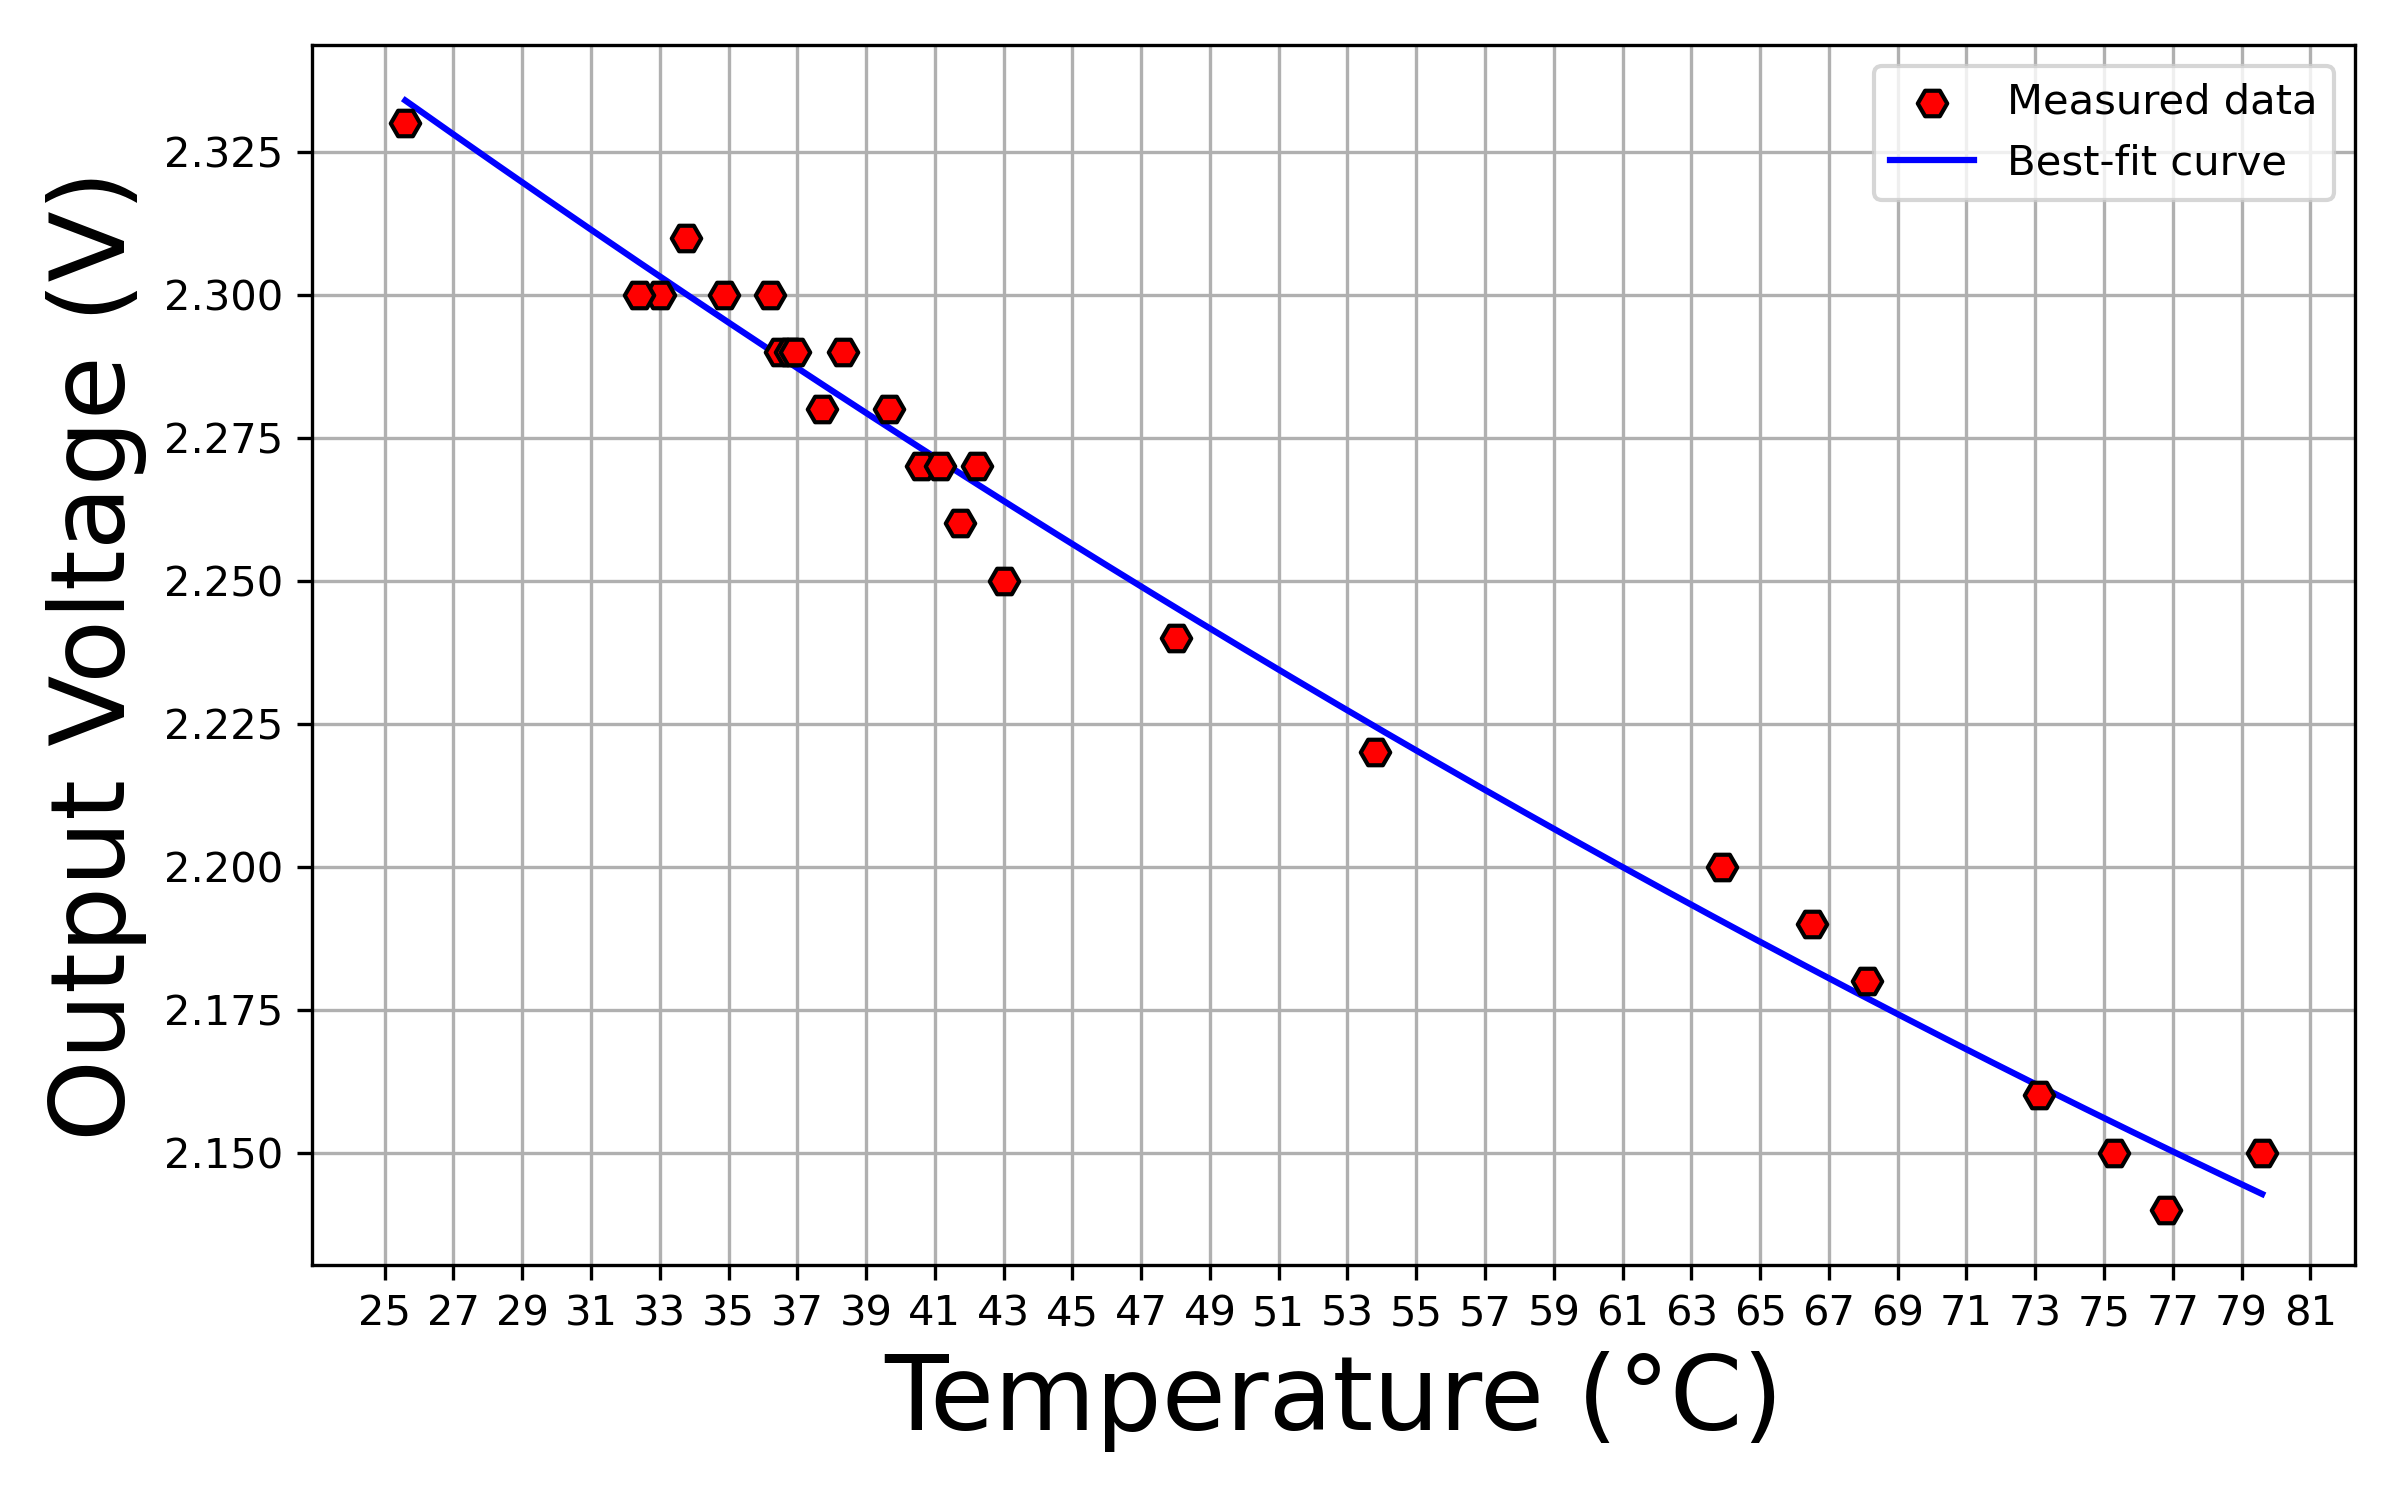 Measured data
Best-fit curve
Output Voltage (V)
2.325
2.300
2.275
2.250
2.225
2.200
2.175
2.150
25 27 29 31 33 35 37 39 41 43 45 47 49 51 53 55 57 59 61 63 65 67 69 71 73 75 77 79 81
Temperature (°C)